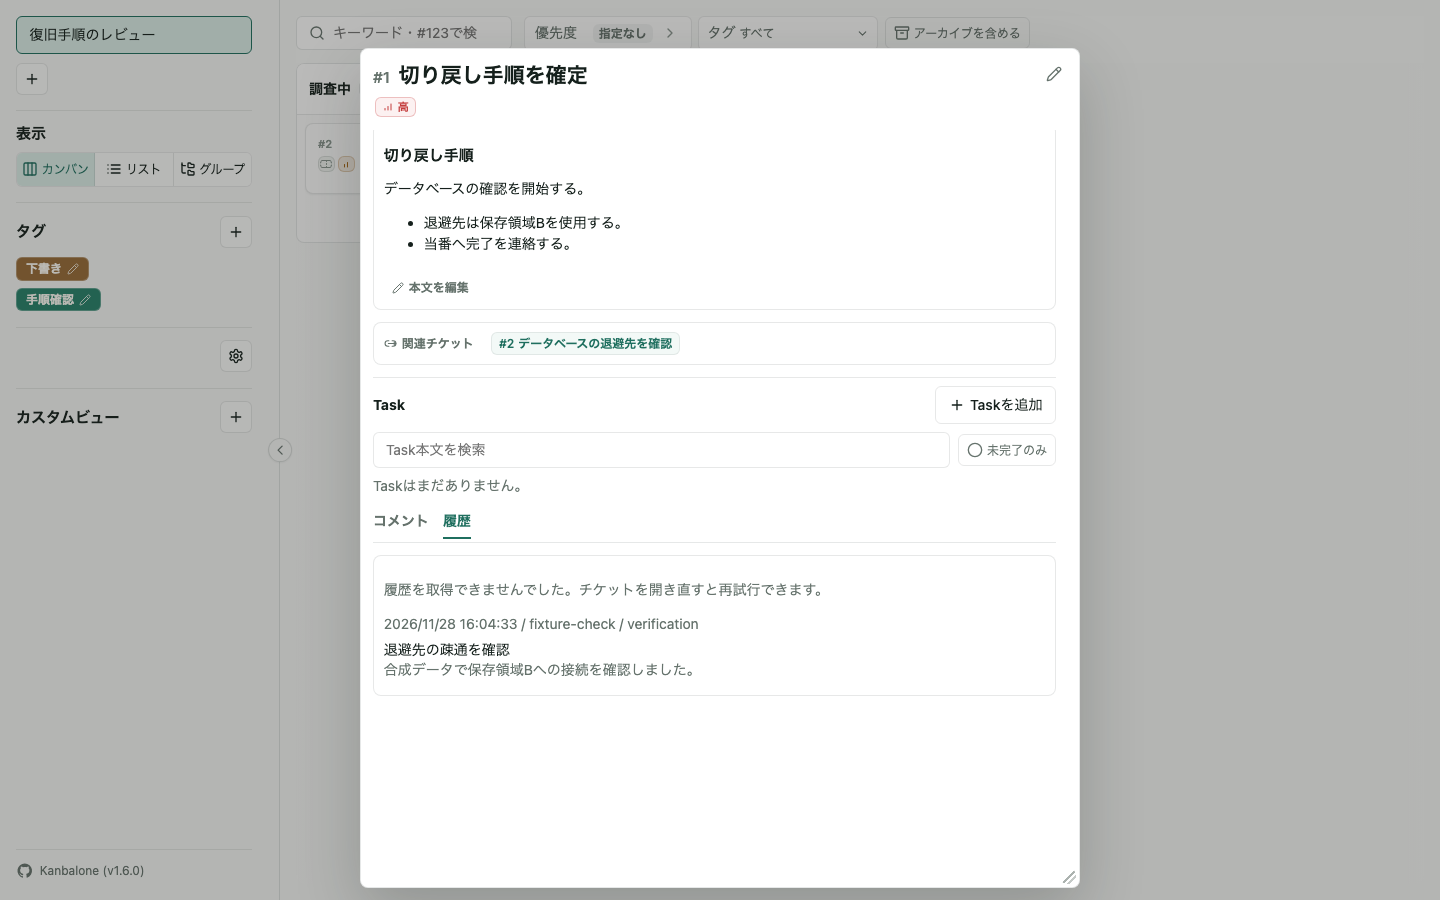 復旧手順のレビュー
表示
カンバン
リスト
グループ
タグ
下書き
手順確認
カスタムビュー
Kanbalone (v1.6.0)
キーワード・#123で検
優先度 指定なし
タグ すべて
アーカイブを含める
調査中
#2
#1 切り戻し手順を確定
高
切り戻し手順
データベースの確認を開始する。
退避先は保存領域Bを使用する。
当番へ完了を連絡する。
本文を編集
関連チケット #2 データベースの退避先を確認
Task
Taskを追加
Task本文を検索
未完了のみ
Taskはまだありません。
コメント 履歴
履歴を取得できませんでした。チケットを開き直すと再試行できます。
2026/11/28 16:04:33 / fixture-check / verification
退避先の疎通を確認
合成データで保存領域Bへの接続を確認しました。